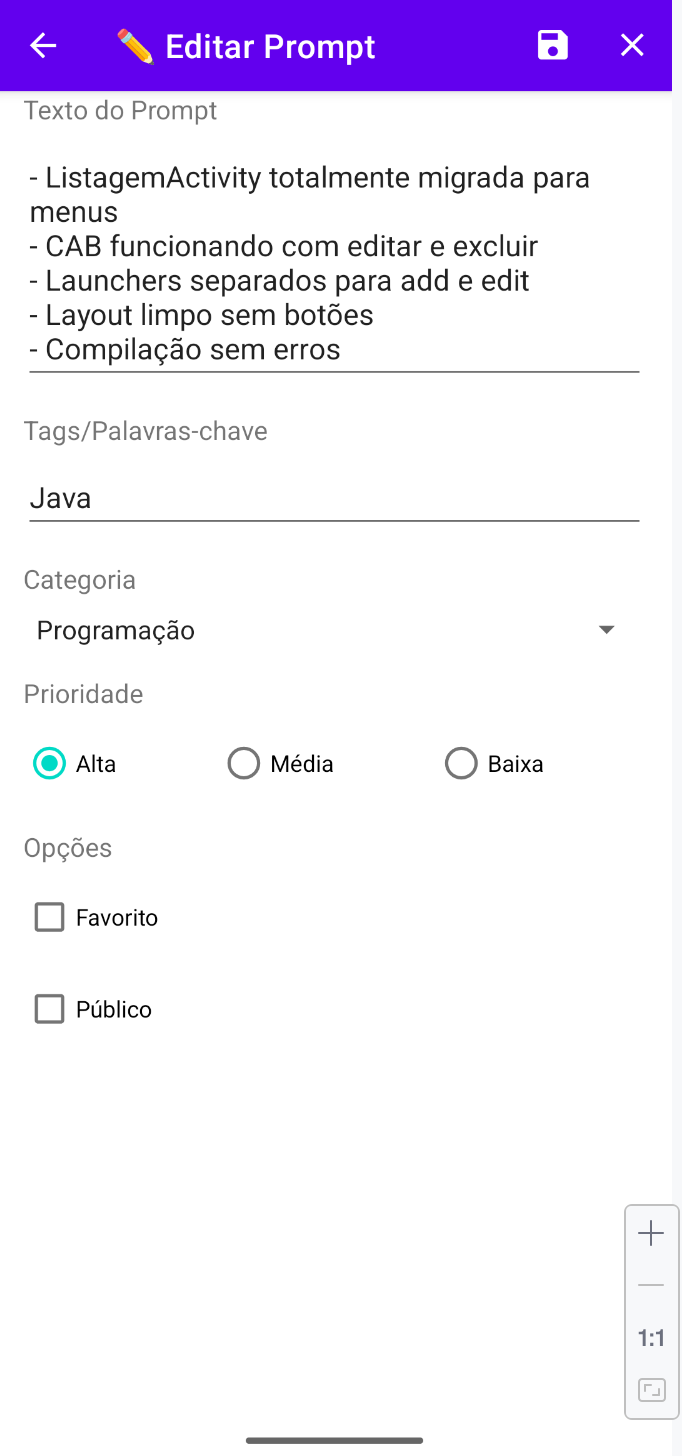 ✏️ Editar Prompt
Texto do Prompt
- ListagemActivity totalmente migrada para
menus
- CAB funcionando com editar e excluir
- Launchers separados para add e edit
- Layout limpo sem botões
- Compilação sem erros
Tags/Palavras-chave
Java
Categoria
Programação
Prioridade
Alta Média Baixa
Opções
Favorito
Público
1:1